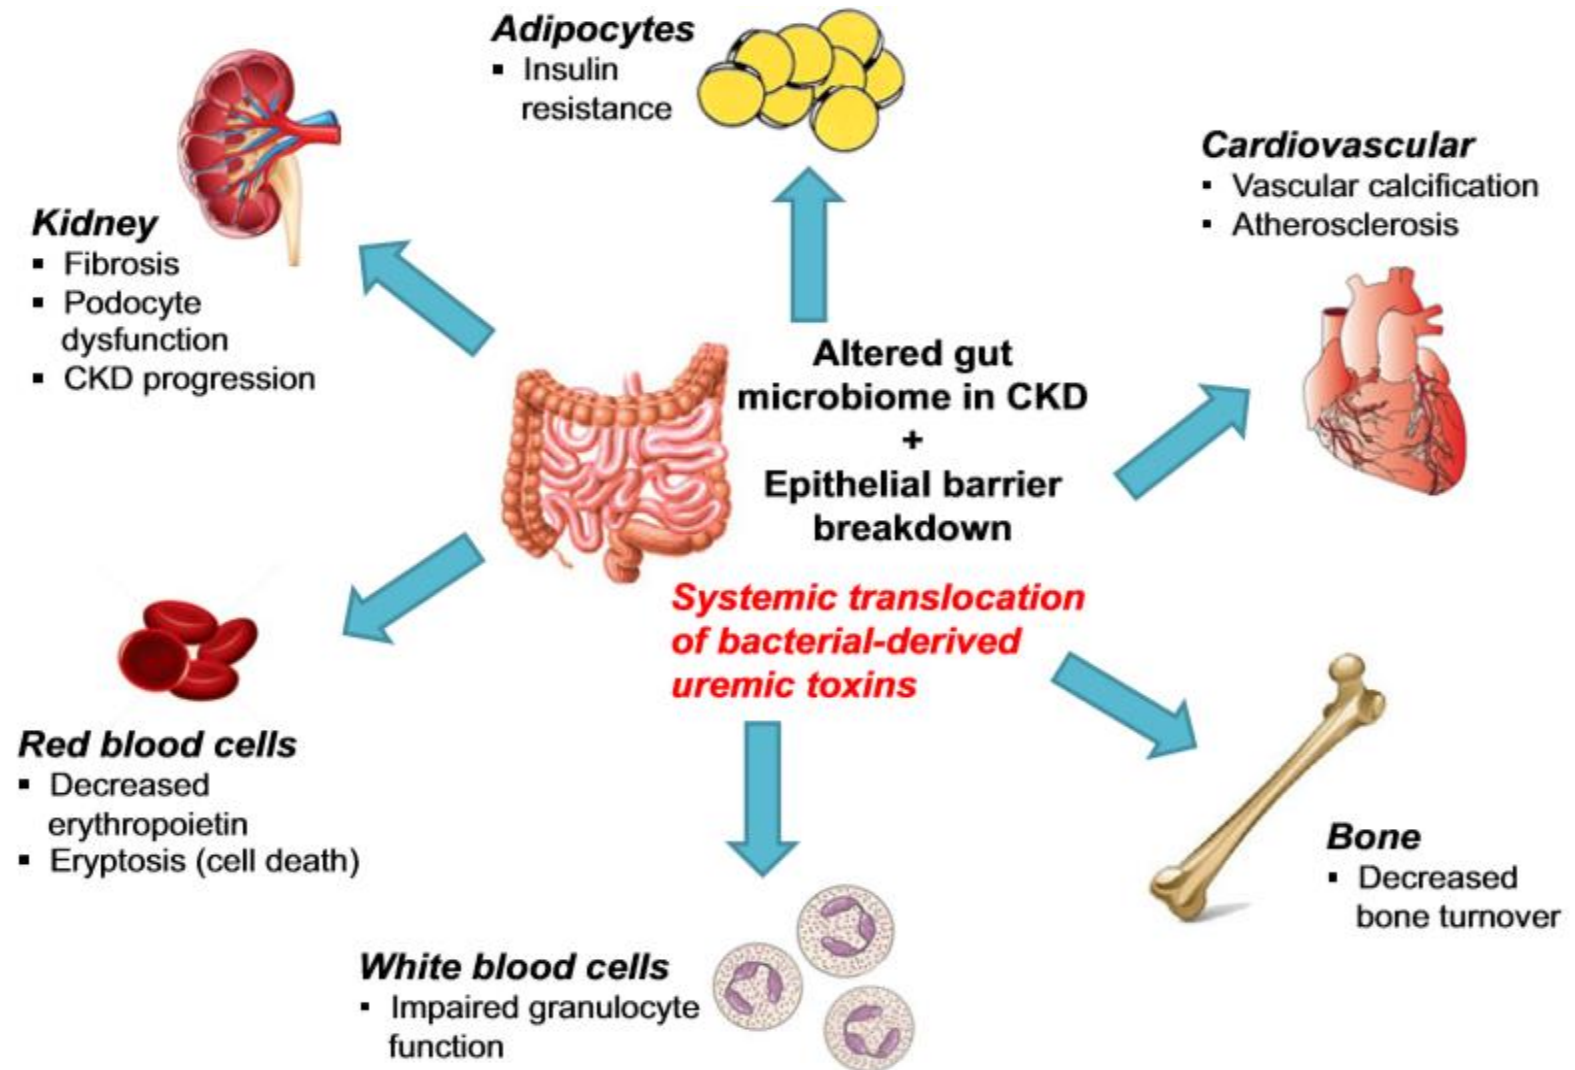 Adipocytes
▪ Insulin
resistance
Cardiovascular
▪ Vascular calcification
▪ Atherosclerosis
Kidney
▪ Fibrosis
▪ Podocyte
dysfunction
▪ CKD progression
Altered gut
microbiome in CKD
+
Epithelial barrier
breakdown
Systemic translocation
of bacterial-derived
uremic toxins
Red blood cells
▪ Decreased
erythropoietin
▪ Eryptosis (cell death)
Bone
▪ Decreased
bone turnover
White blood cells
▪ Impaired granulocyte
function